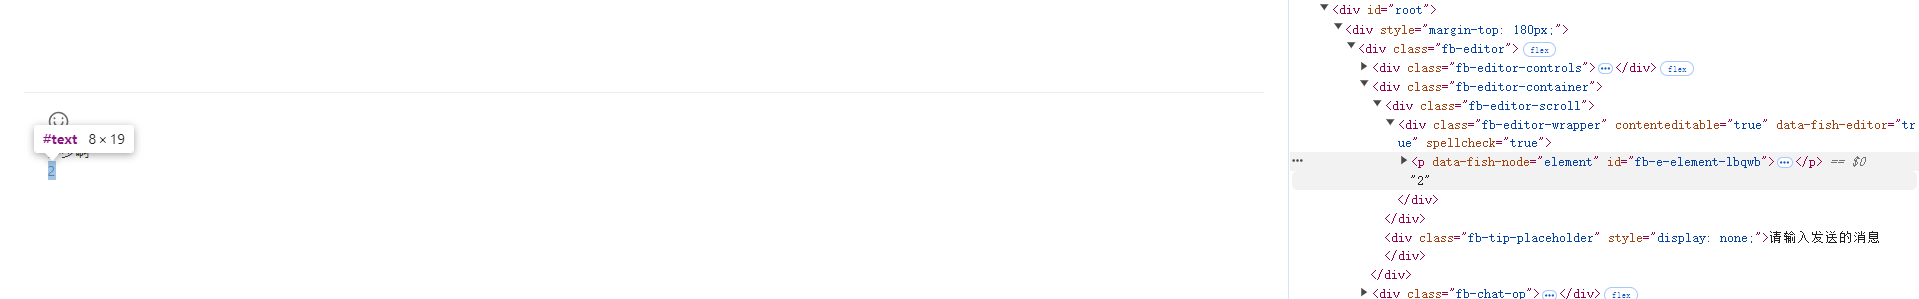 #text 8 × 19
2
<div id="root">
<div style="margin-top: 180px;">
<div class="fb-editor"> flex
<div class="fb-editor-controls"> ••• </div> flex
<div class="fb-editor-container">
<div class="fb-editor-scroll">
<div class="fb-editor-wrapper" contenteditable="true" data-fish-editor="tr
ue" spellcheck="true">
<p data-fish-node="element" id="fb-e-element-lbqwb"> ••• </p> == $0
"2"
</div>
</div>
<div class="fb-tip-placeholder" style="display: none;">请输入发送的消息
</div>
</div>
<div class="fb-chat-op"> ••• </div> flex